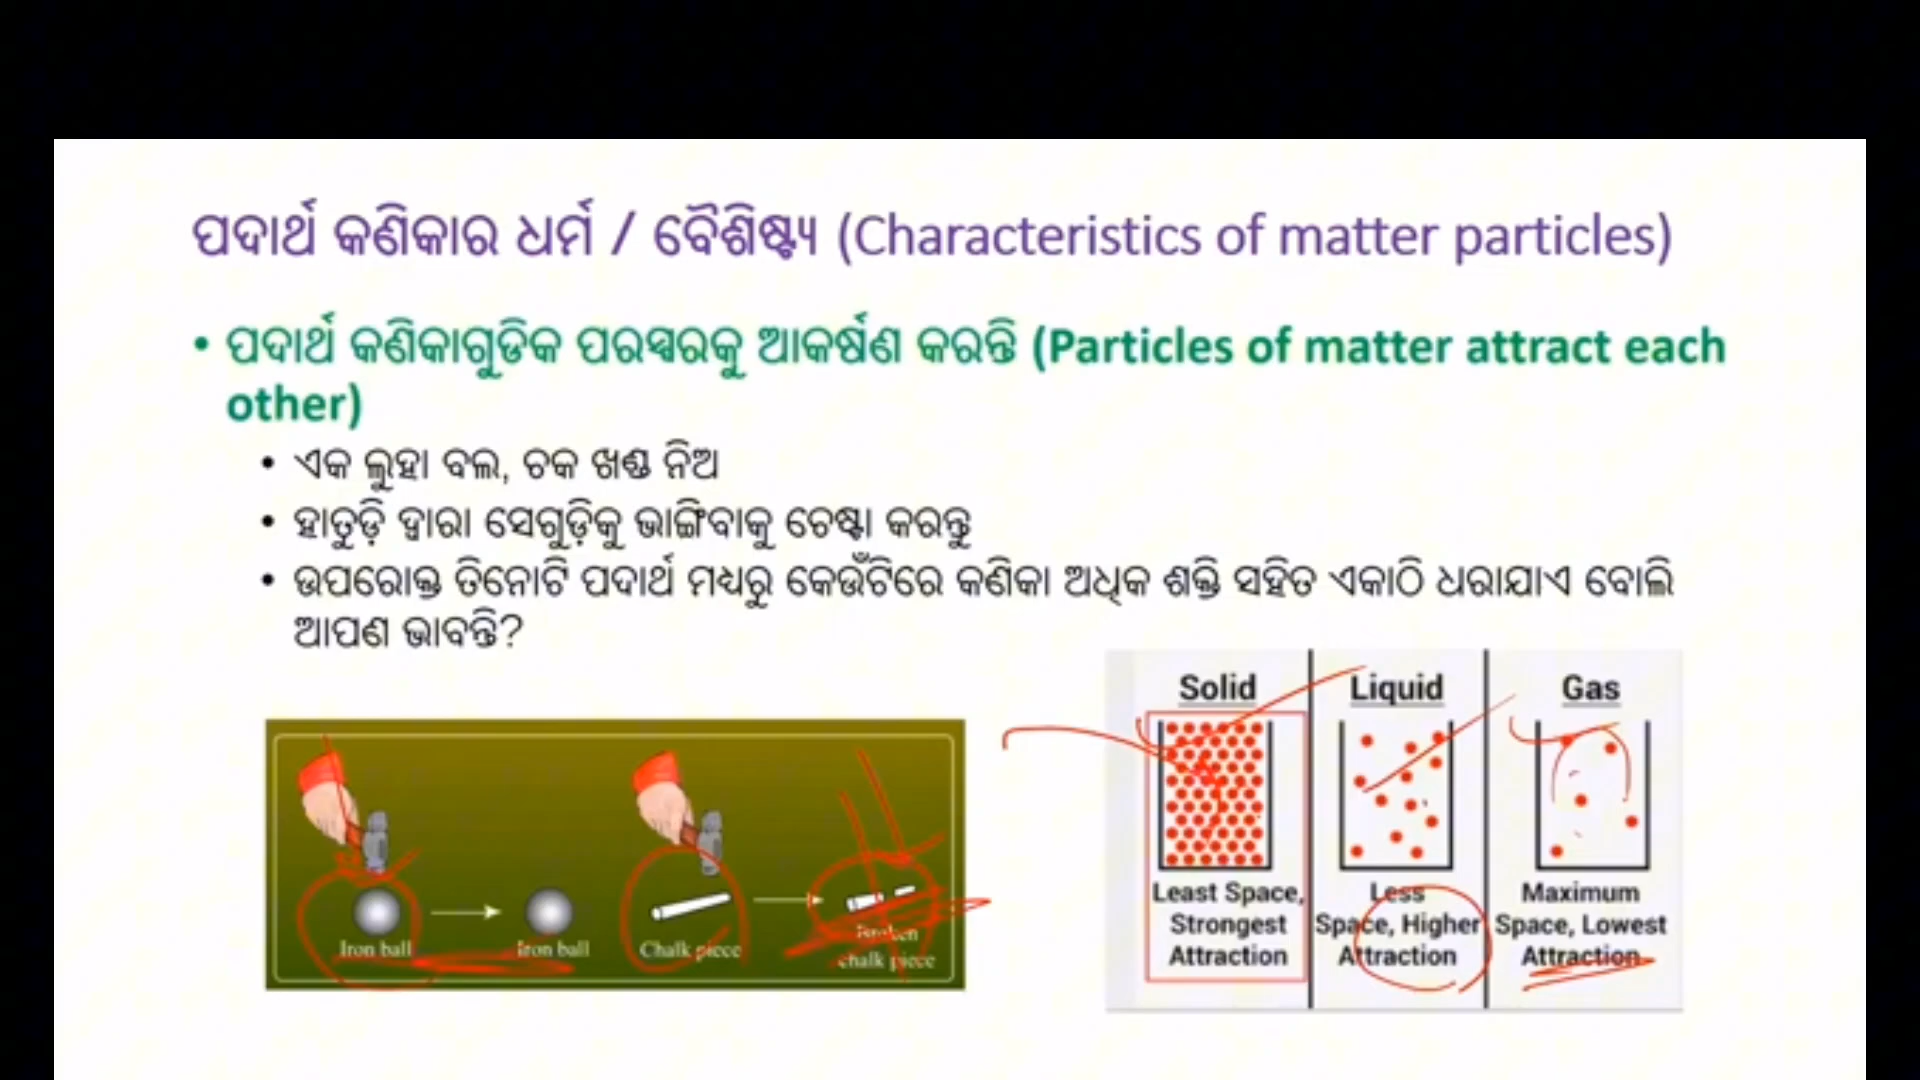 ପଦାର୍ଥ କଣିକାର ଧର୍ମ / ବୈଶିଷ୍ଟ୍ୟ (Characteristics of matter particles)
• ପଦାର୍ଥ କଣିକାଗୁଡିକ ପରସ୍ପରକୁ ଆକର୍ଷଣ କରନ୍ତି (Particles of matter attract each
other)
• ଏକ ଲୁହା ବଲ, ଚକ ଖଣ୍ଡ ନିଅ
• ହାତୁଡ଼ି ଦ୍ୱାରା ସେଗୁଡ଼ିକୁ ଭାଙ୍ଗିବାକୁ ଚେଷ୍ଟା କରନ୍ତୁ
• ଉପରୋକ୍ତ ତିନୋଟି ପଦାର୍ଥ ମଧ୍ୟରୁ କେଉଁଟିରେ କଣିକା ଅଧିକ ଶକ୍ତି ସହିତ ଏକାଠି ଧରାଯାଏ ବୋଲି
ଆପଣ ଭାବନ୍ତି?
Iron ball
Iron ball
Chalk piece
Broken
chalk piece
Solid
Least Space,
Strongest
Attraction
Liquid
Less
Space, Higher
Attraction
Gas
Maximum
Space, Lowest
Attraction